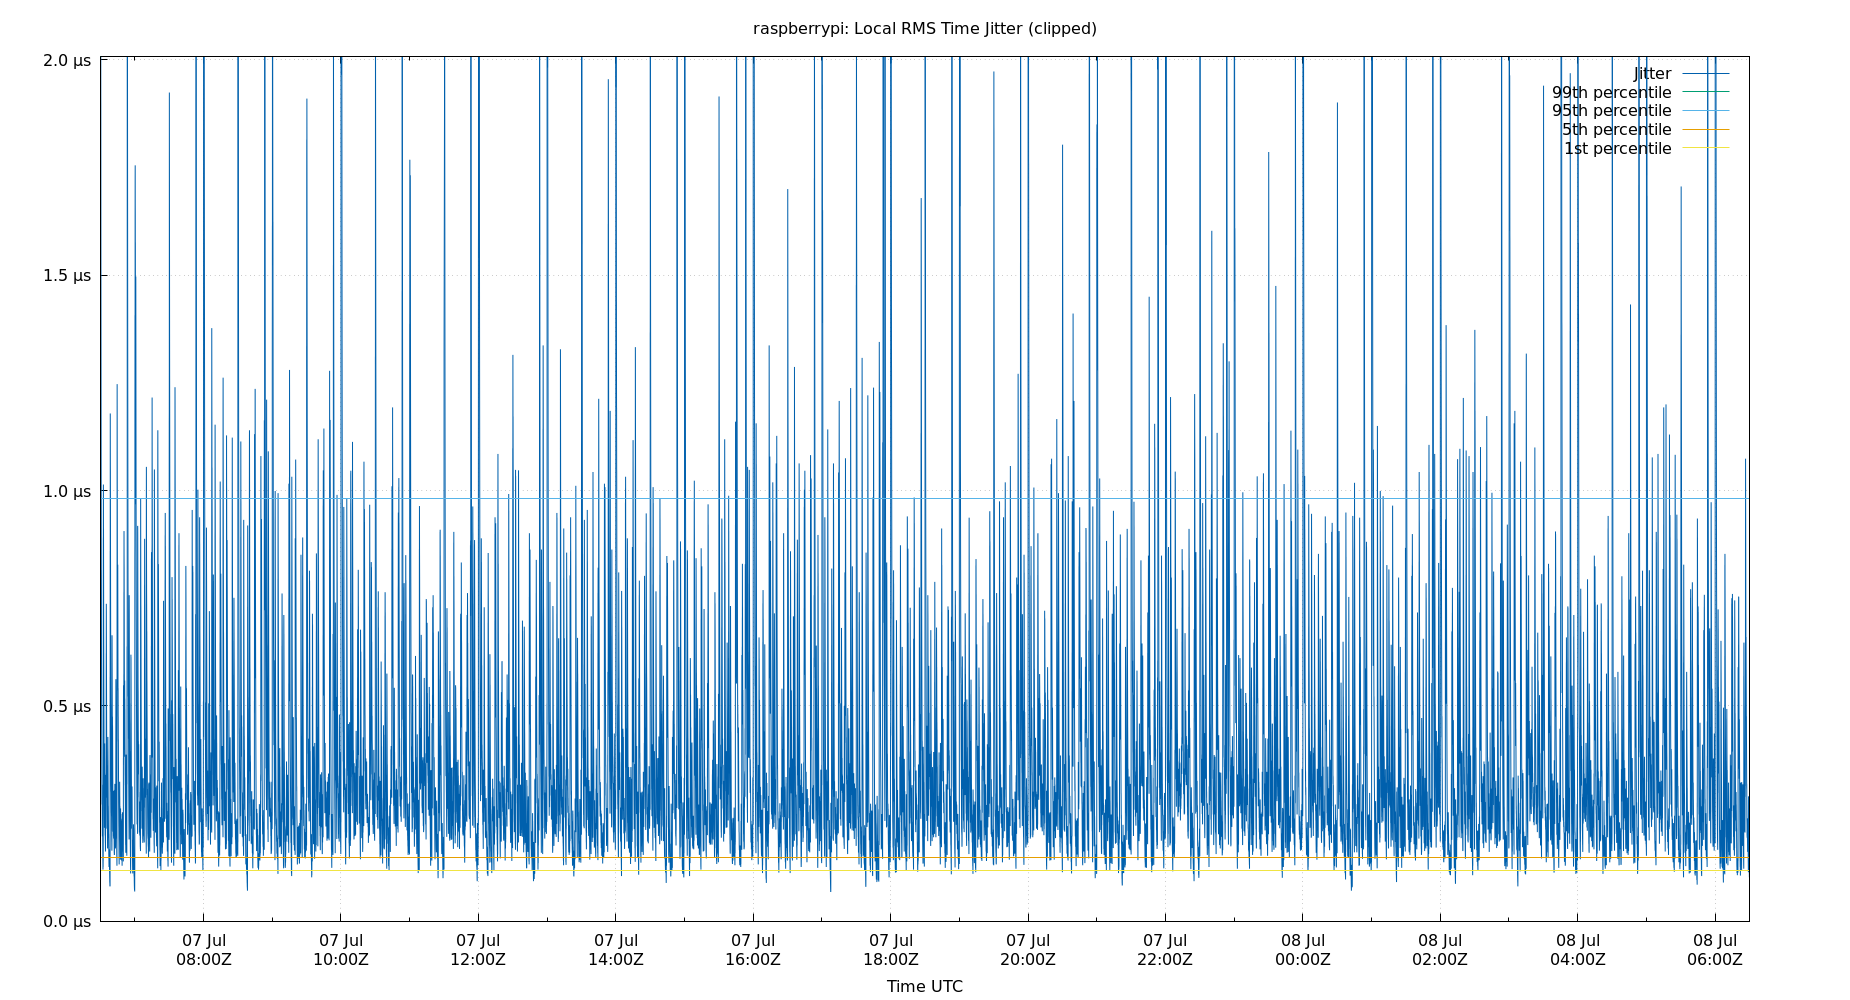 raspberrypi: Local RMS Time Jitter (clipped)
2.0 μs
1.5 μs
1.0 μs
0.5 μs
0.0 μs
Jitter
99th percentile
95th percentile
5th percentile
1st percentile
07 Jul 07 Jul 07 Jul 07 Jul 07 Jul 07 Jul 07 Jul 07 Jul 08 Jul 08 Jul 08 Jul 08 Jul
08:00Z 10:00Z 12:00Z 14:00Z 16:00Z 18:00Z 20:00Z 22:00Z 00:00Z 02:00Z 04:00Z 06:00Z
Time UTC